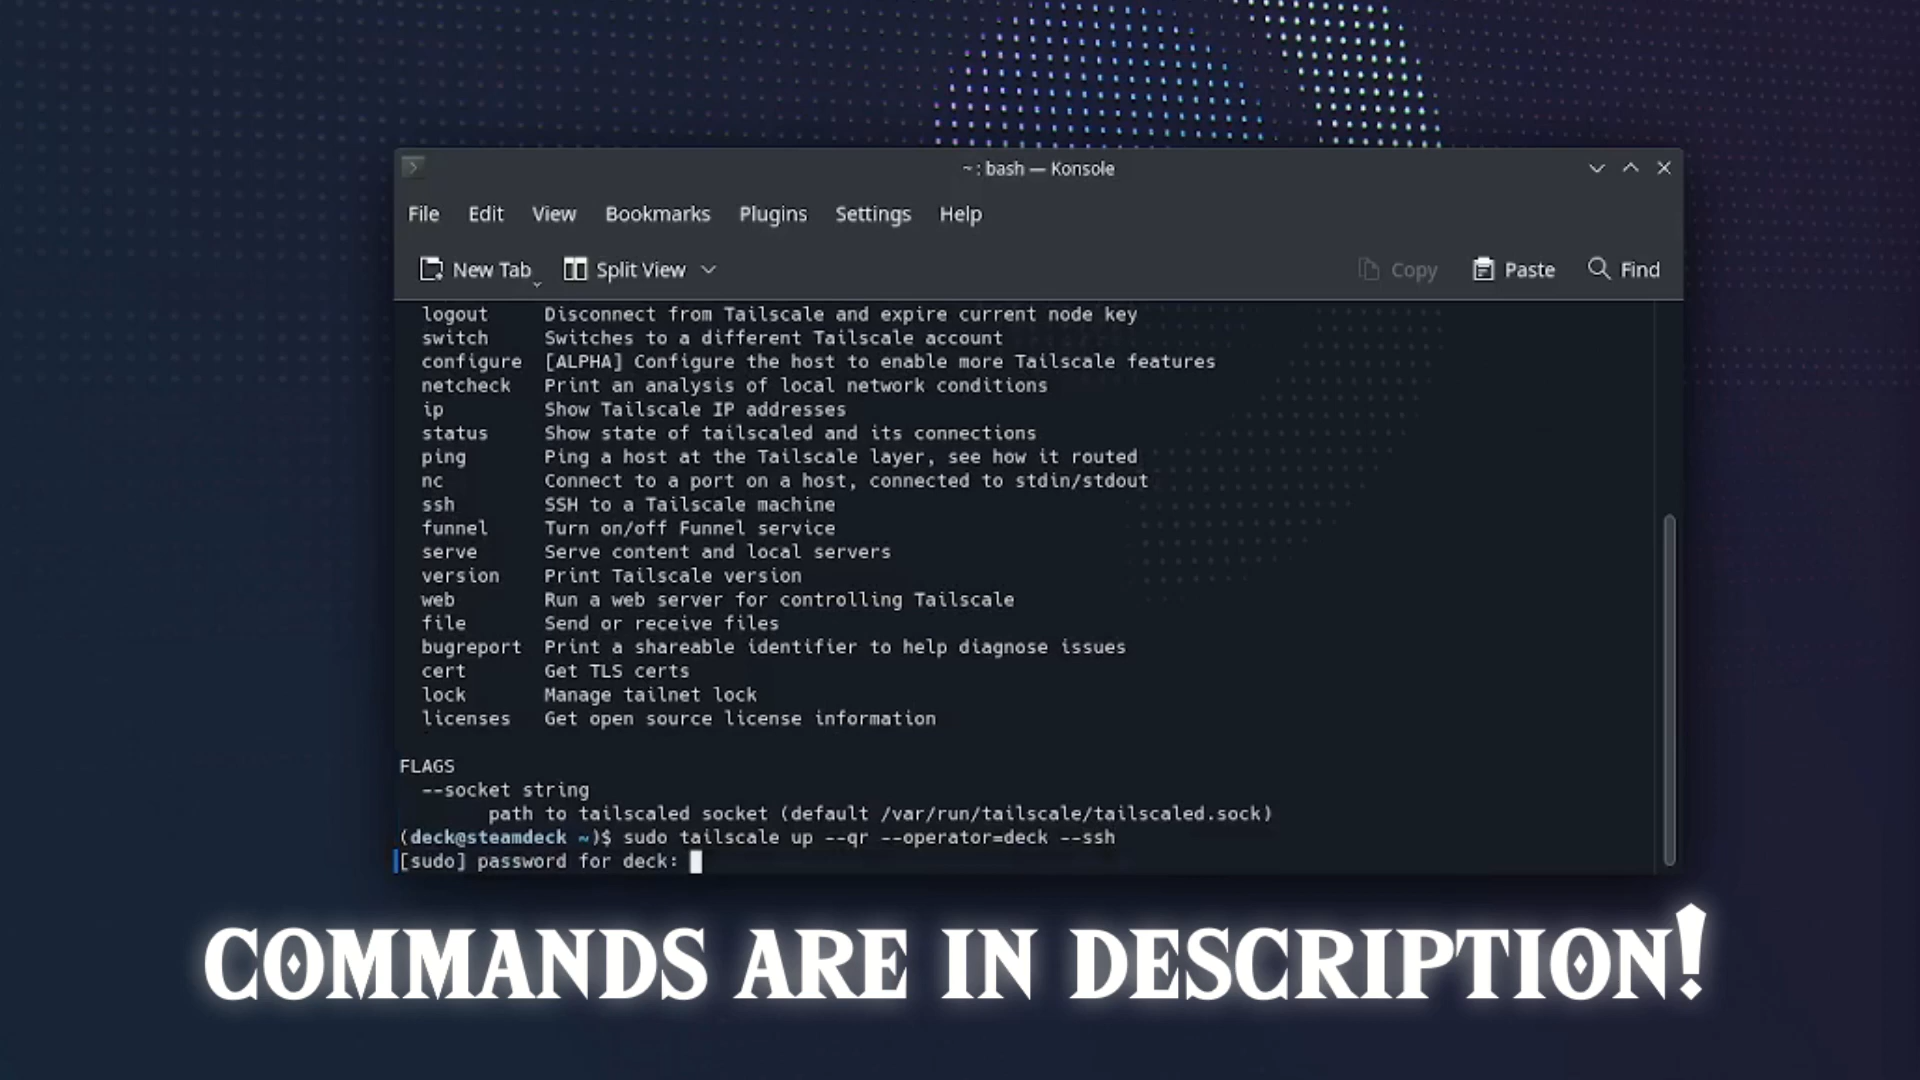 ~ : bash — Konsole
File Edit View Bookmarks Plugins Settings Help
New Tab Split View Copy Paste Find
logout Disconnect from Tailscale and expire current node key
switch Switches to a different Tailscale account
configure [ALPHA] Configure the host to enable more Tailscale features
netcheck Print an analysis of local network conditions
ip Show Tailscale IP addresses
status Show state of tailscaled and its connections
ping Ping a host at the Tailscale layer, see how it routed
nc Connect to a port on a host, connected to stdin/stdout
ssh SSH to a Tailscale machine
funnel Turn on/off Funnel service
serve Serve content and local servers
version Print Tailscale version
web Run a web server for controlling Tailscale
file Send or receive files
bugreport Print a shareable identifier to help diagnose issues
cert Get TLS certs
lock Manage tailnet lock
licenses Get open source license information
FLAGS
--socket string
path to tailscaled socket (default /var/run/tailscale/tailscaled.sock)
(deck@steamdeck ~)$ sudo tailscale up --qr --operator=deck --ssh
[sudo] password for deck:
COMMANDS ARE IN DESCRIPTION!